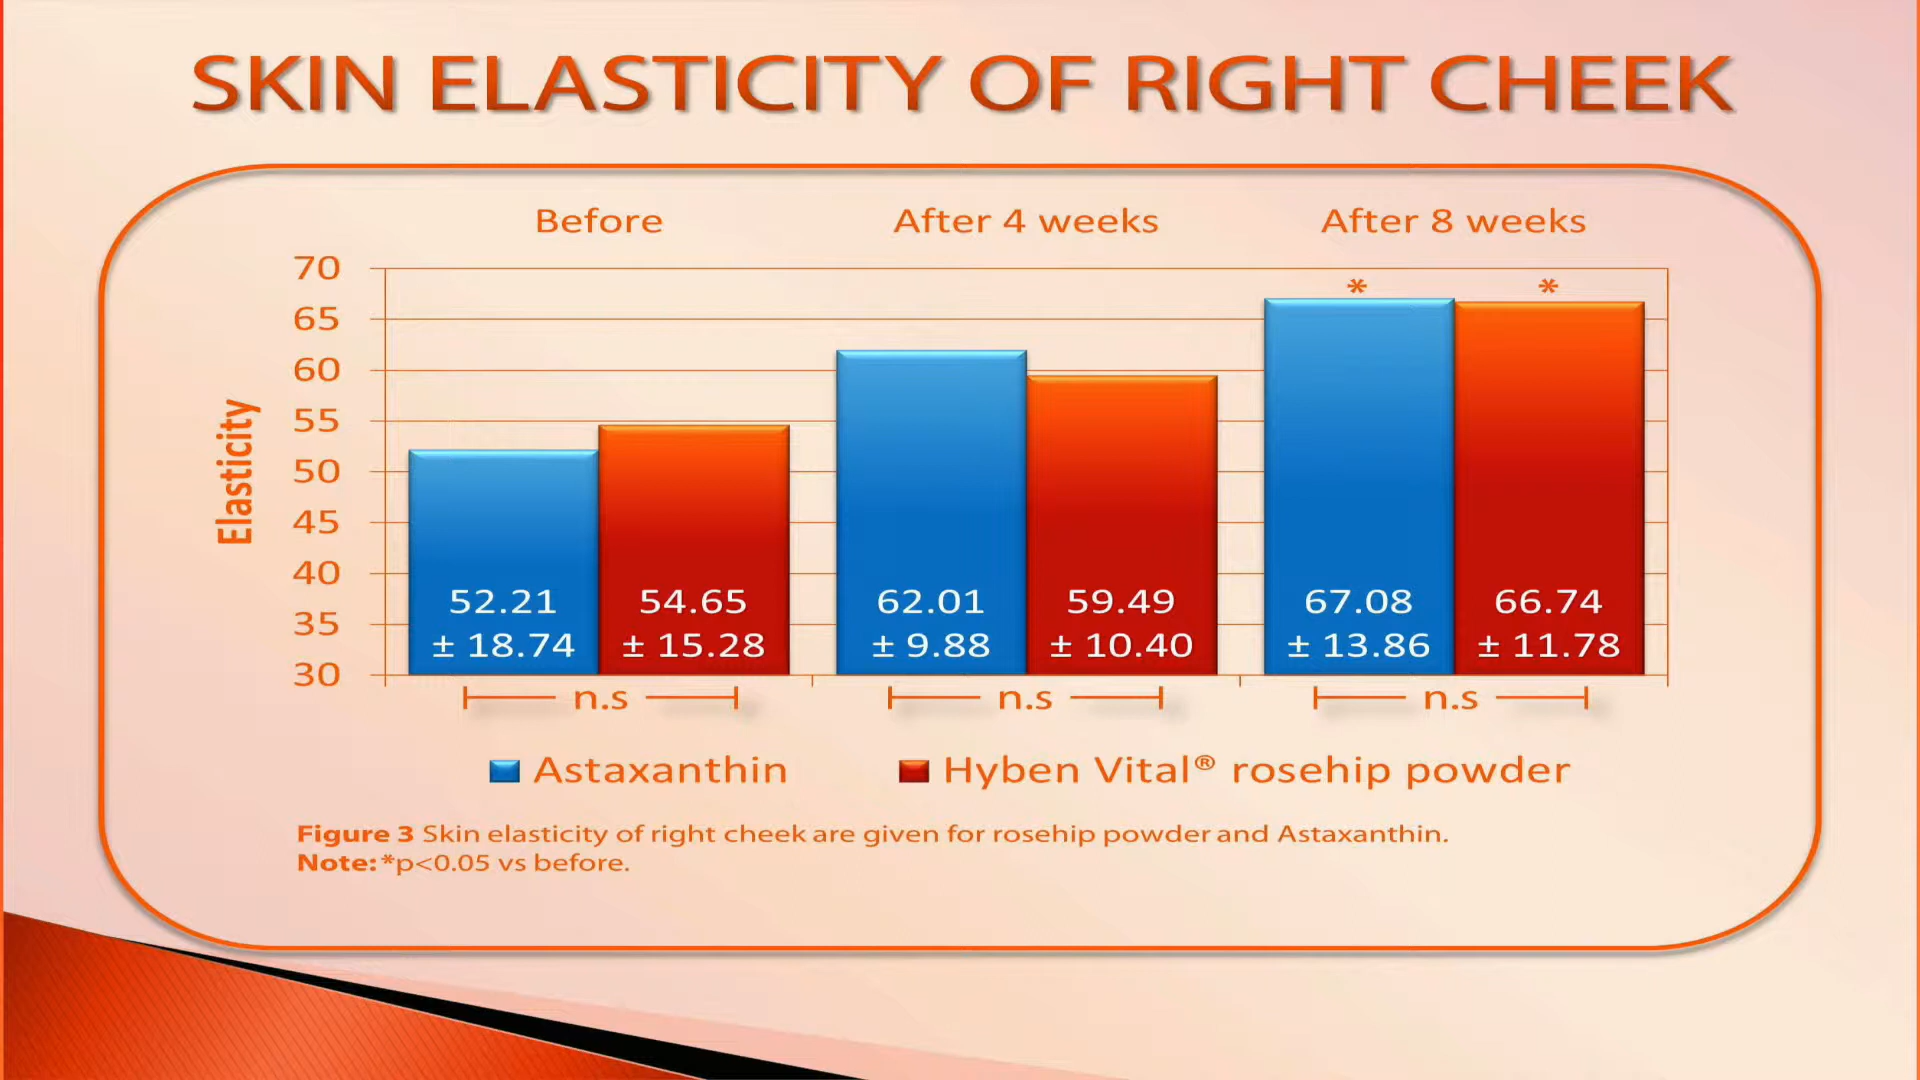 SKIN ELASTICITY OF RIGHT CHEEK
Before After 4 weeks After 8 weeks
70
65
60
55
50
45
40
35
30
Elasticity
* *
52.21 54.65 62.01 59.49 67.08 66.74
± 18.74 ± 15.28 ± 9.88 ± 10.40 ± 13.86 ± 11.78
n.s n.s n.s
Astaxanthin Hyben Vital® rosehip powder
Figure 3 Skin elasticity of right cheek are given for rosehip powder and Astaxanthin.
Note: *p<0.05 vs before.